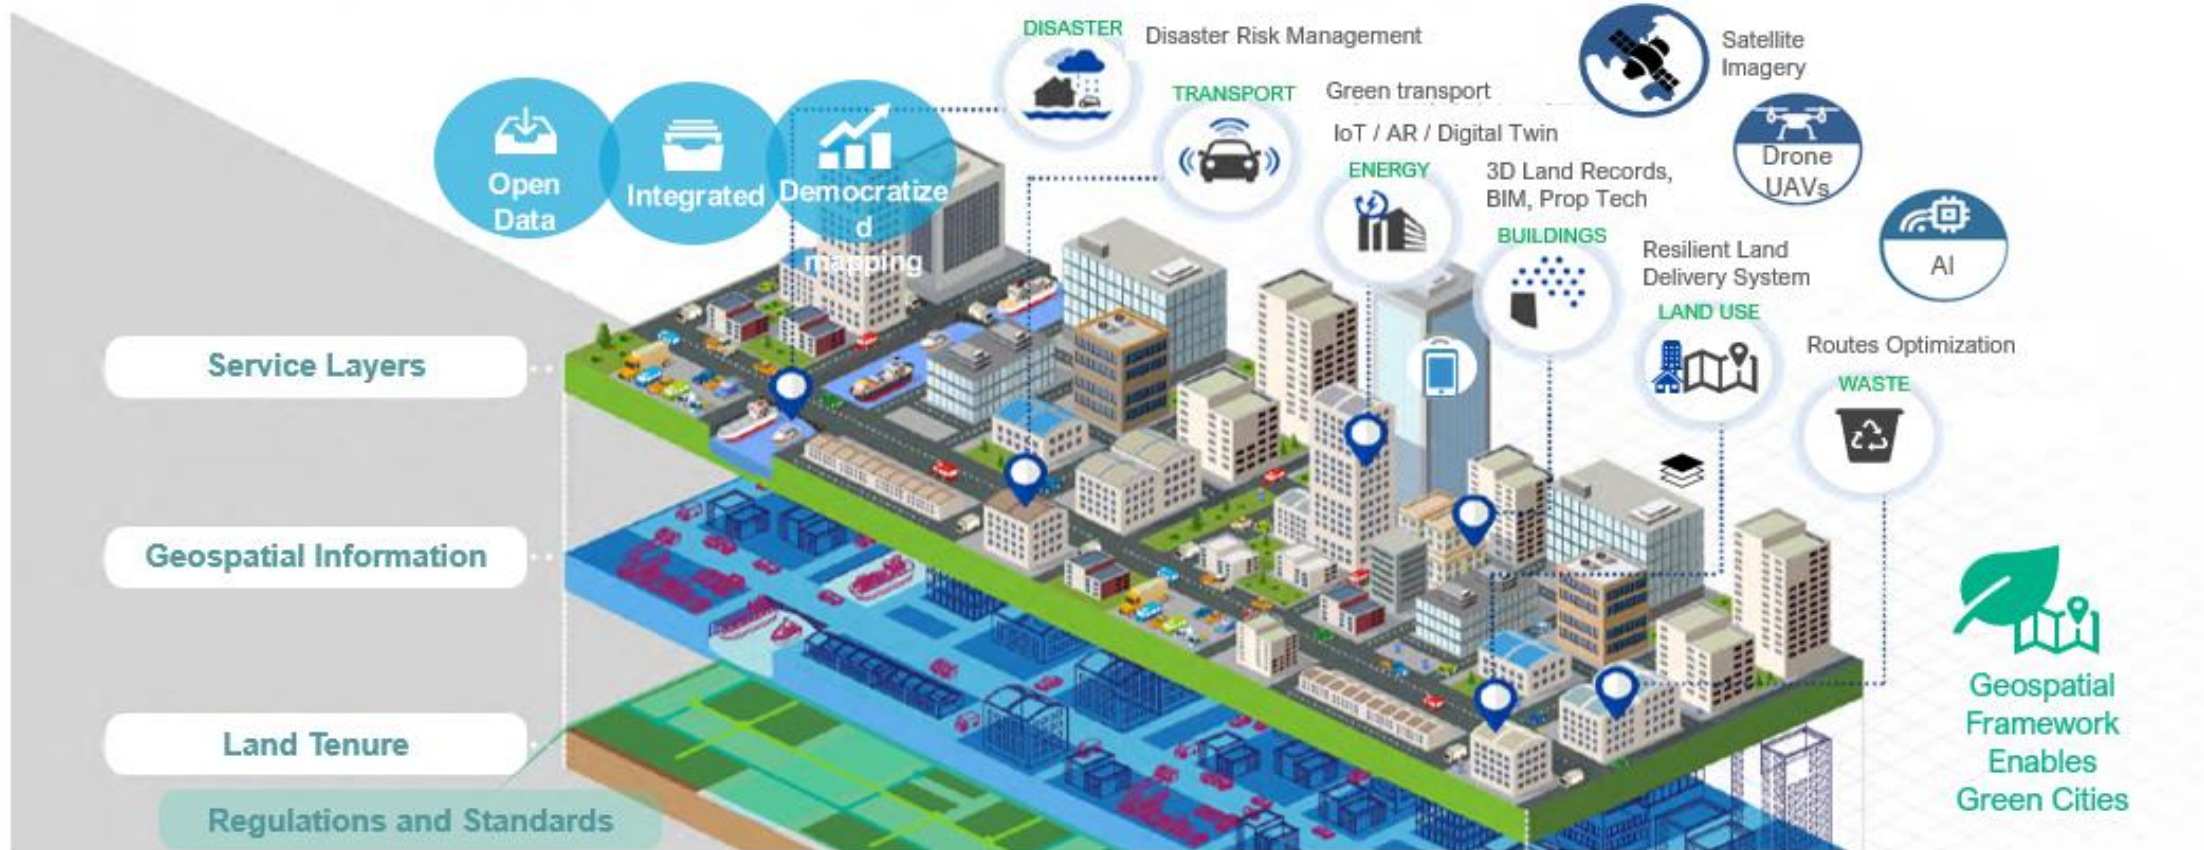 DISASTER
Disaster Risk Management
Satellite
Imagery
TRANSPORT
Green transport
IoT / AR / Digital Twin
Drone
UAVs
ENERGY
3D Land Records,
BIM, Prop Tech
BUILDINGS
Resilient Land
Delivery System
AI
LAND USE
Routes Optimization
WASTE
Open
Data
Integrated
Democratize
d
mapping
Service Layers
Geospatial Information
Land Tenure
Regulations and Standards
Geospatial
Framework
Enables
Green Cities